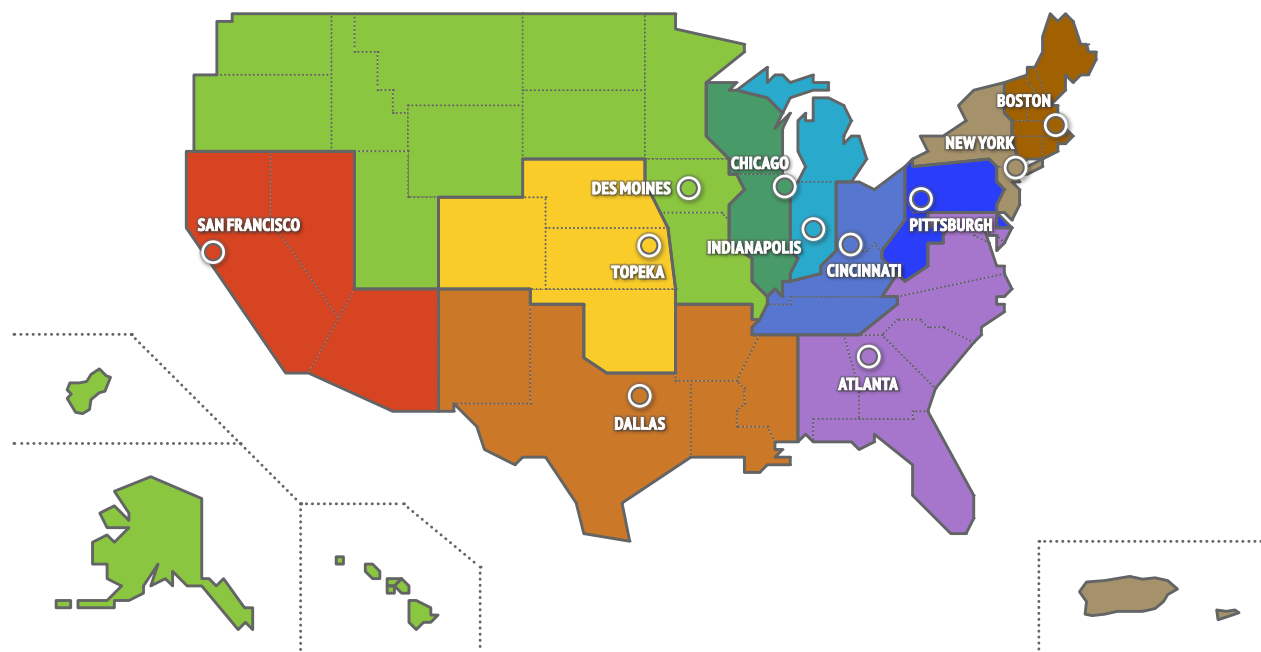 BOSTON
NEW YORK
CHICAGO
DES MOINES
PITTSBURGH
SAN FRANCISCO
INDIANAPOLIS
TOPEKA
CINCINNATI
ATLANTA
DALLAS